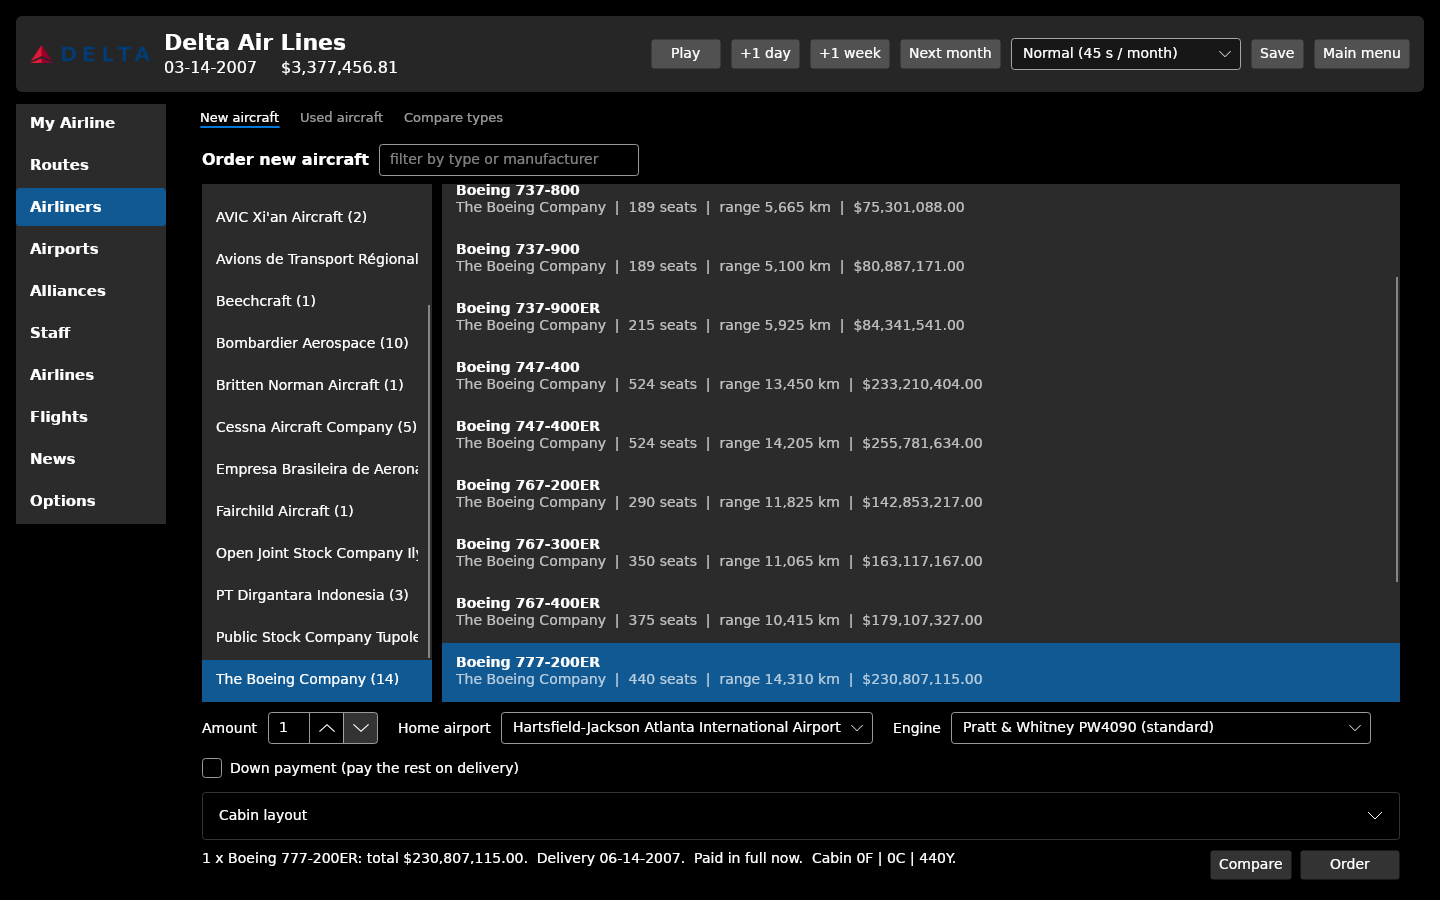 DELTA
Delta Air Lines
03-14-2007 $3,377,456.81
Play
+1 day
+1 week
Next month
Normal (45 s / month)
Save
Main menu
My Airline
Routes
Airliners
Airports
Alliances
Staff
Airlines
Flights
News
Options
New aircraft
Used aircraft
Compare types
Order new aircraft
filter by type or manufacturer
AVIC Xi'an Aircraft (2)
Avions de Transport Régional
Beechcraft (1)
Bombardier Aerospace (10)
Britten Norman Aircraft (1)
Cessna Aircraft Company (5)
Empresa Brasileira de Aerona
Fairchild Aircraft (1)
Open Joint Stock Company Ily
PT Dirgantara Indonesia (3)
Public Stock Company Tupole
The Boeing Company (14)
Boeing 737-800
The Boeing Company | 189 seats | range 5,665 km | $75,301,088.00
Boeing 737-900
The Boeing Company | 189 seats | range 5,100 km | $80,887,171.00
Boeing 737-900ER
The Boeing Company | 215 seats | range 5,925 km | $84,341,541.00
Boeing 747-400
The Boeing Company | 524 seats | range 13,450 km | $233,210,404.00
Boeing 747-400ER
The Boeing Company | 524 seats | range 14,205 km | $255,781,634.00
Boeing 767-200ER
The Boeing Company | 290 seats | range 11,825 km | $142,853,217.00
Boeing 767-300ER
The Boeing Company | 350 seats | range 11,065 km | $163,117,167.00
Boeing 767-400ER
The Boeing Company | 375 seats | range 10,415 km | $179,107,327.00
Boeing 777-200ER
The Boeing Company | 440 seats | range 14,310 km | $230,807,115.00
Amount 1
Home airport Hartsfield-Jackson Atlanta International Airport
Engine Pratt & Whitney PW4090 (standard)
Down payment (pay the rest on delivery)
Cabin layout
1 x Boeing 777-200ER: total $230,807,115.00. Delivery 06-14-2007. Paid in full now. Cabin 0F | 0C | 440Y.
Compare
Order